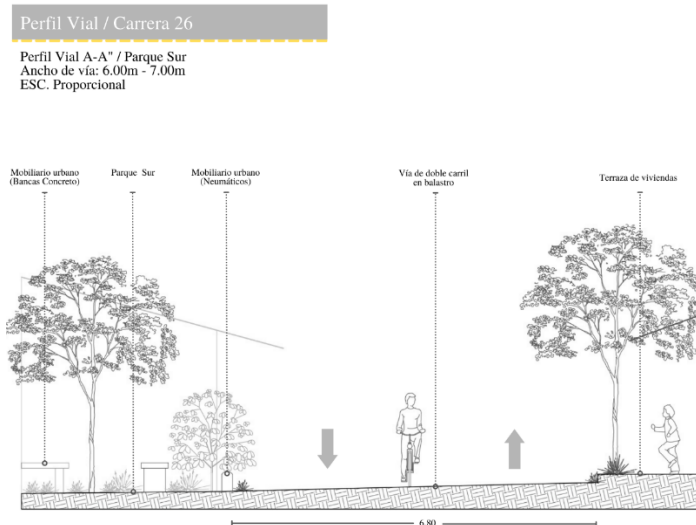 Perfil Vial / Carrera 26
Perfil Vial A-A" / Parque Sur
Ancho de vía: 6.00m - 7.00m
ESC. Proporcional
Mobiliario urbano
(Bancas Concreto)
Parque Sur
Mobiliario urbano
(Neumáticos)
Vía de doble carril
en balastro
Terraza de viviendas
6.80